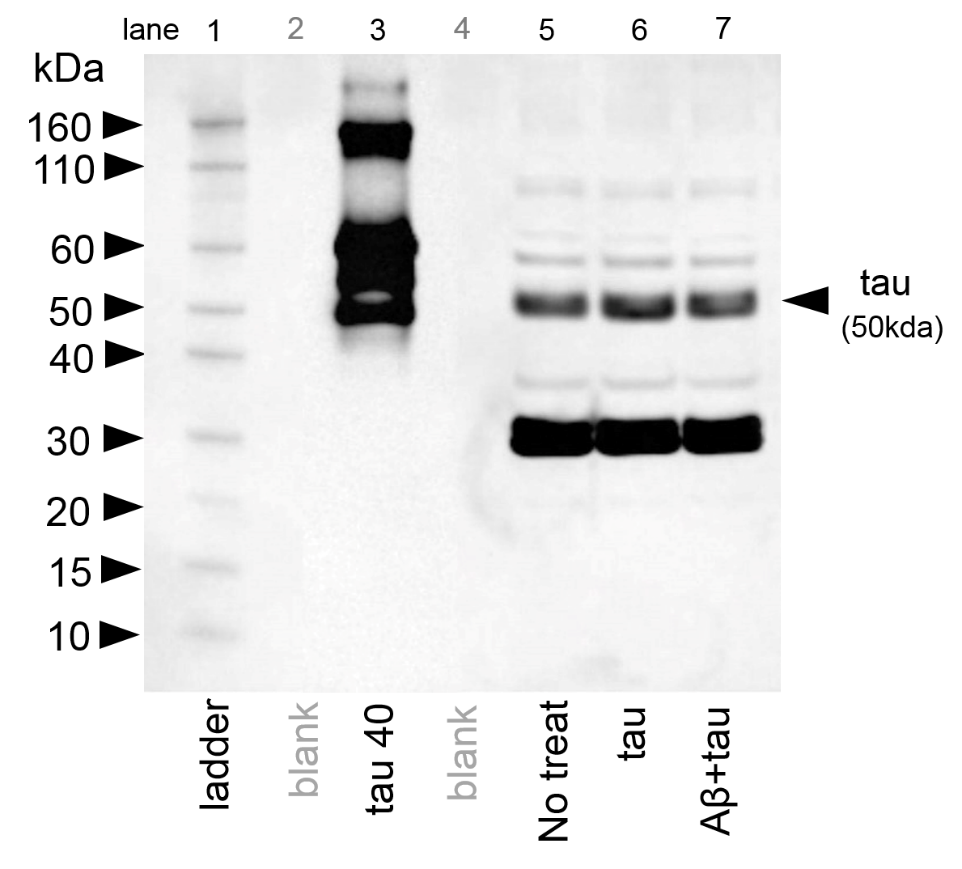 lane 1 2 3 4 5 6 7
kDa
160
110
60
50
40
30
20
15
10
tau
(50kda)
ladder
blank
tau 40
blank
No treat
tau
Aβ+tau